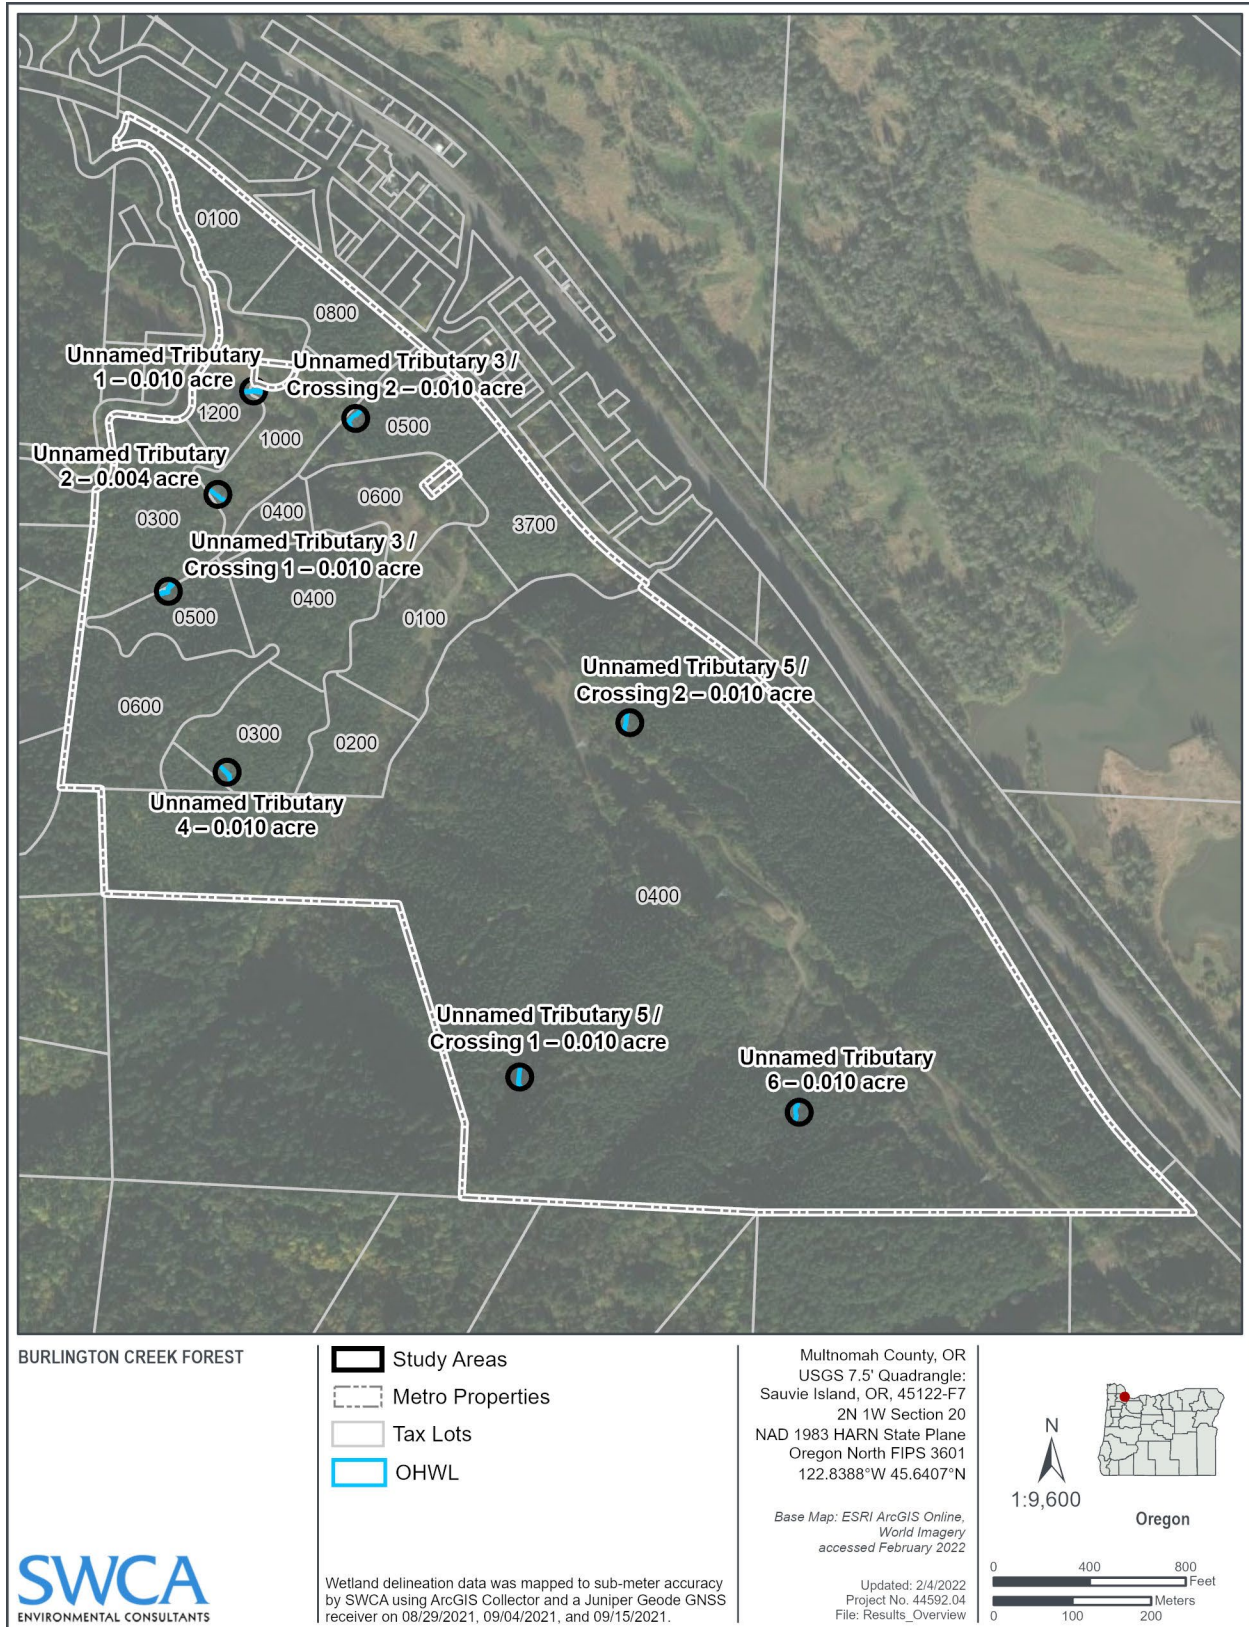 0100
0800
Unnamed Tributary
1 – 0.010 acre
Unnamed Tributary 3 /
Crossing 2 – 0.010 acre
1200
1000
0500
Unnamed Tributary
2 – 0.004 acre
0300
0400
0600
3700
Unnamed Tributary 3 /
Crossing 1 – 0.010 acre
0500
0400
0100
Unnamed Tributary 5 /
Crossing 2 – 0.010 acre
0600
0300
0200
Unnamed Tributary
4 – 0.010 acre
0400
Unnamed Tributary 5 /
Crossing 1 – 0.010 acre
Unnamed Tributary
6 – 0.010 acre
BURLINGTON CREEK FOREST
SWCA
ENVIRONMENTAL CONSULTANTS
Study Areas
Metro Properties
Tax Lots
OHWL
Wetland delineation data was mapped to sub-meter accuracy
by SWCA using ArcGIS Collector and a Juniper Geode GNSS
receiver on 08/29/2021, 09/04/2021, and 09/15/2021.
Multnomah County, OR
USGS 7.5' Quadrangle:
Sauvie Island, OR, 45122-F7
2N 1W Section 20
NAD 1983 HARN State Plane
Oregon North FIPS 3601
122.8388°W 45.6407°N
Base Map: ESRI ArcGIS Online,
World Imagery
accessed February 2022
Updated: 2/4/2022
Project No. 44592.04
File: Results_Overview
N
1:9,600
Oregon
0 400 800
Feet
Meters
0 100 200